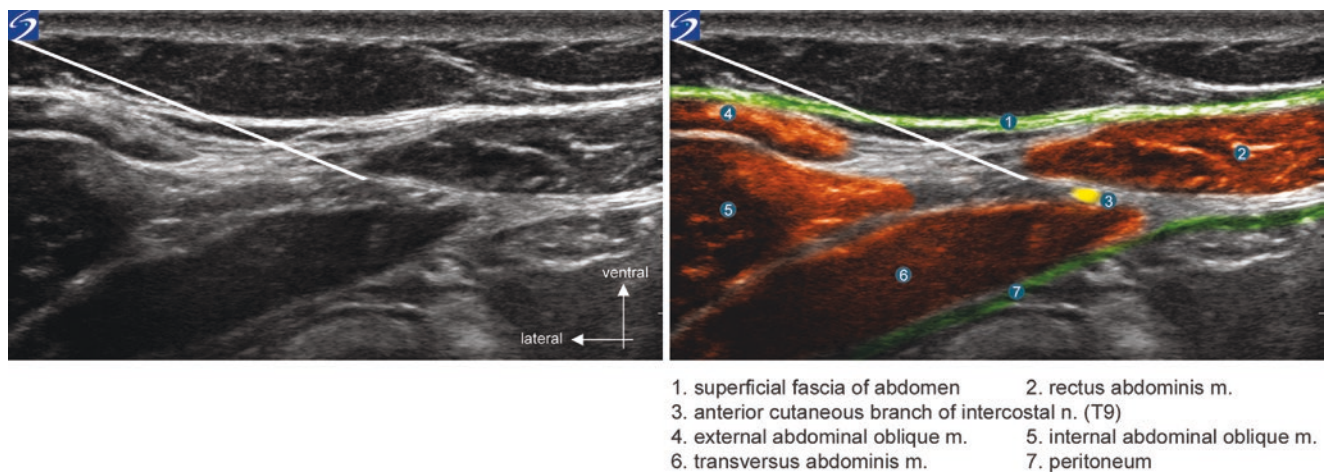 ventral
lateral
1
2
3
4
5
6
7
1. superficial fascia of abdomen 2. rectus abdominis m.
3. anterior cutaneous branch of intercostal n. (T9)
4. external abdominal oblique m. 5. internal abdominal oblique m.
6. transversus abdominis m. 7. peritoneum